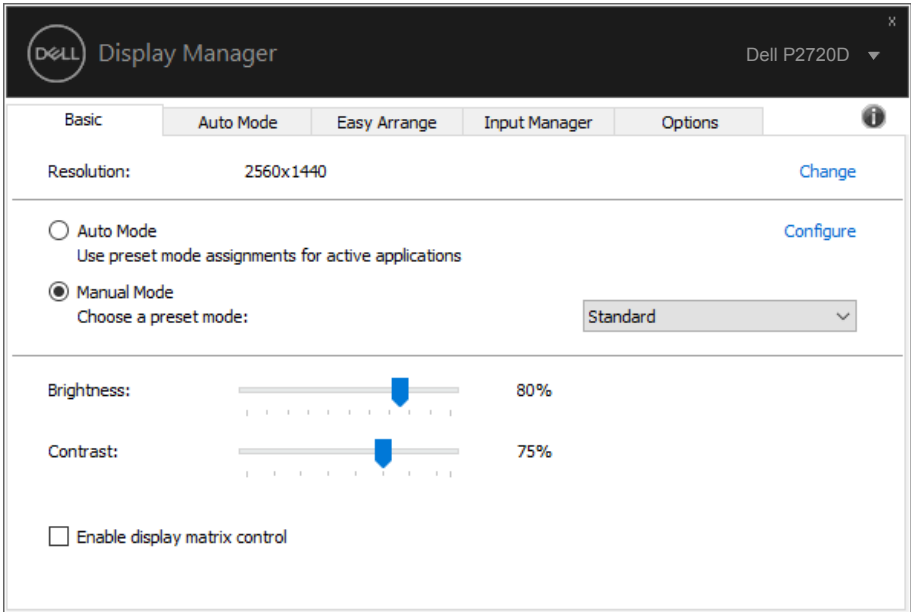 x
DELL Display Manager Dell P2720D
Basic Auto Mode Easy Arrange Input Manager Options i
Resolution: 2560x1440 Change
Auto Mode Configure
Use preset mode assignments for active applications
Manual Mode
Choose a preset mode: Standard
Brightness: 80%
Contrast: 75%
Enable display matrix control